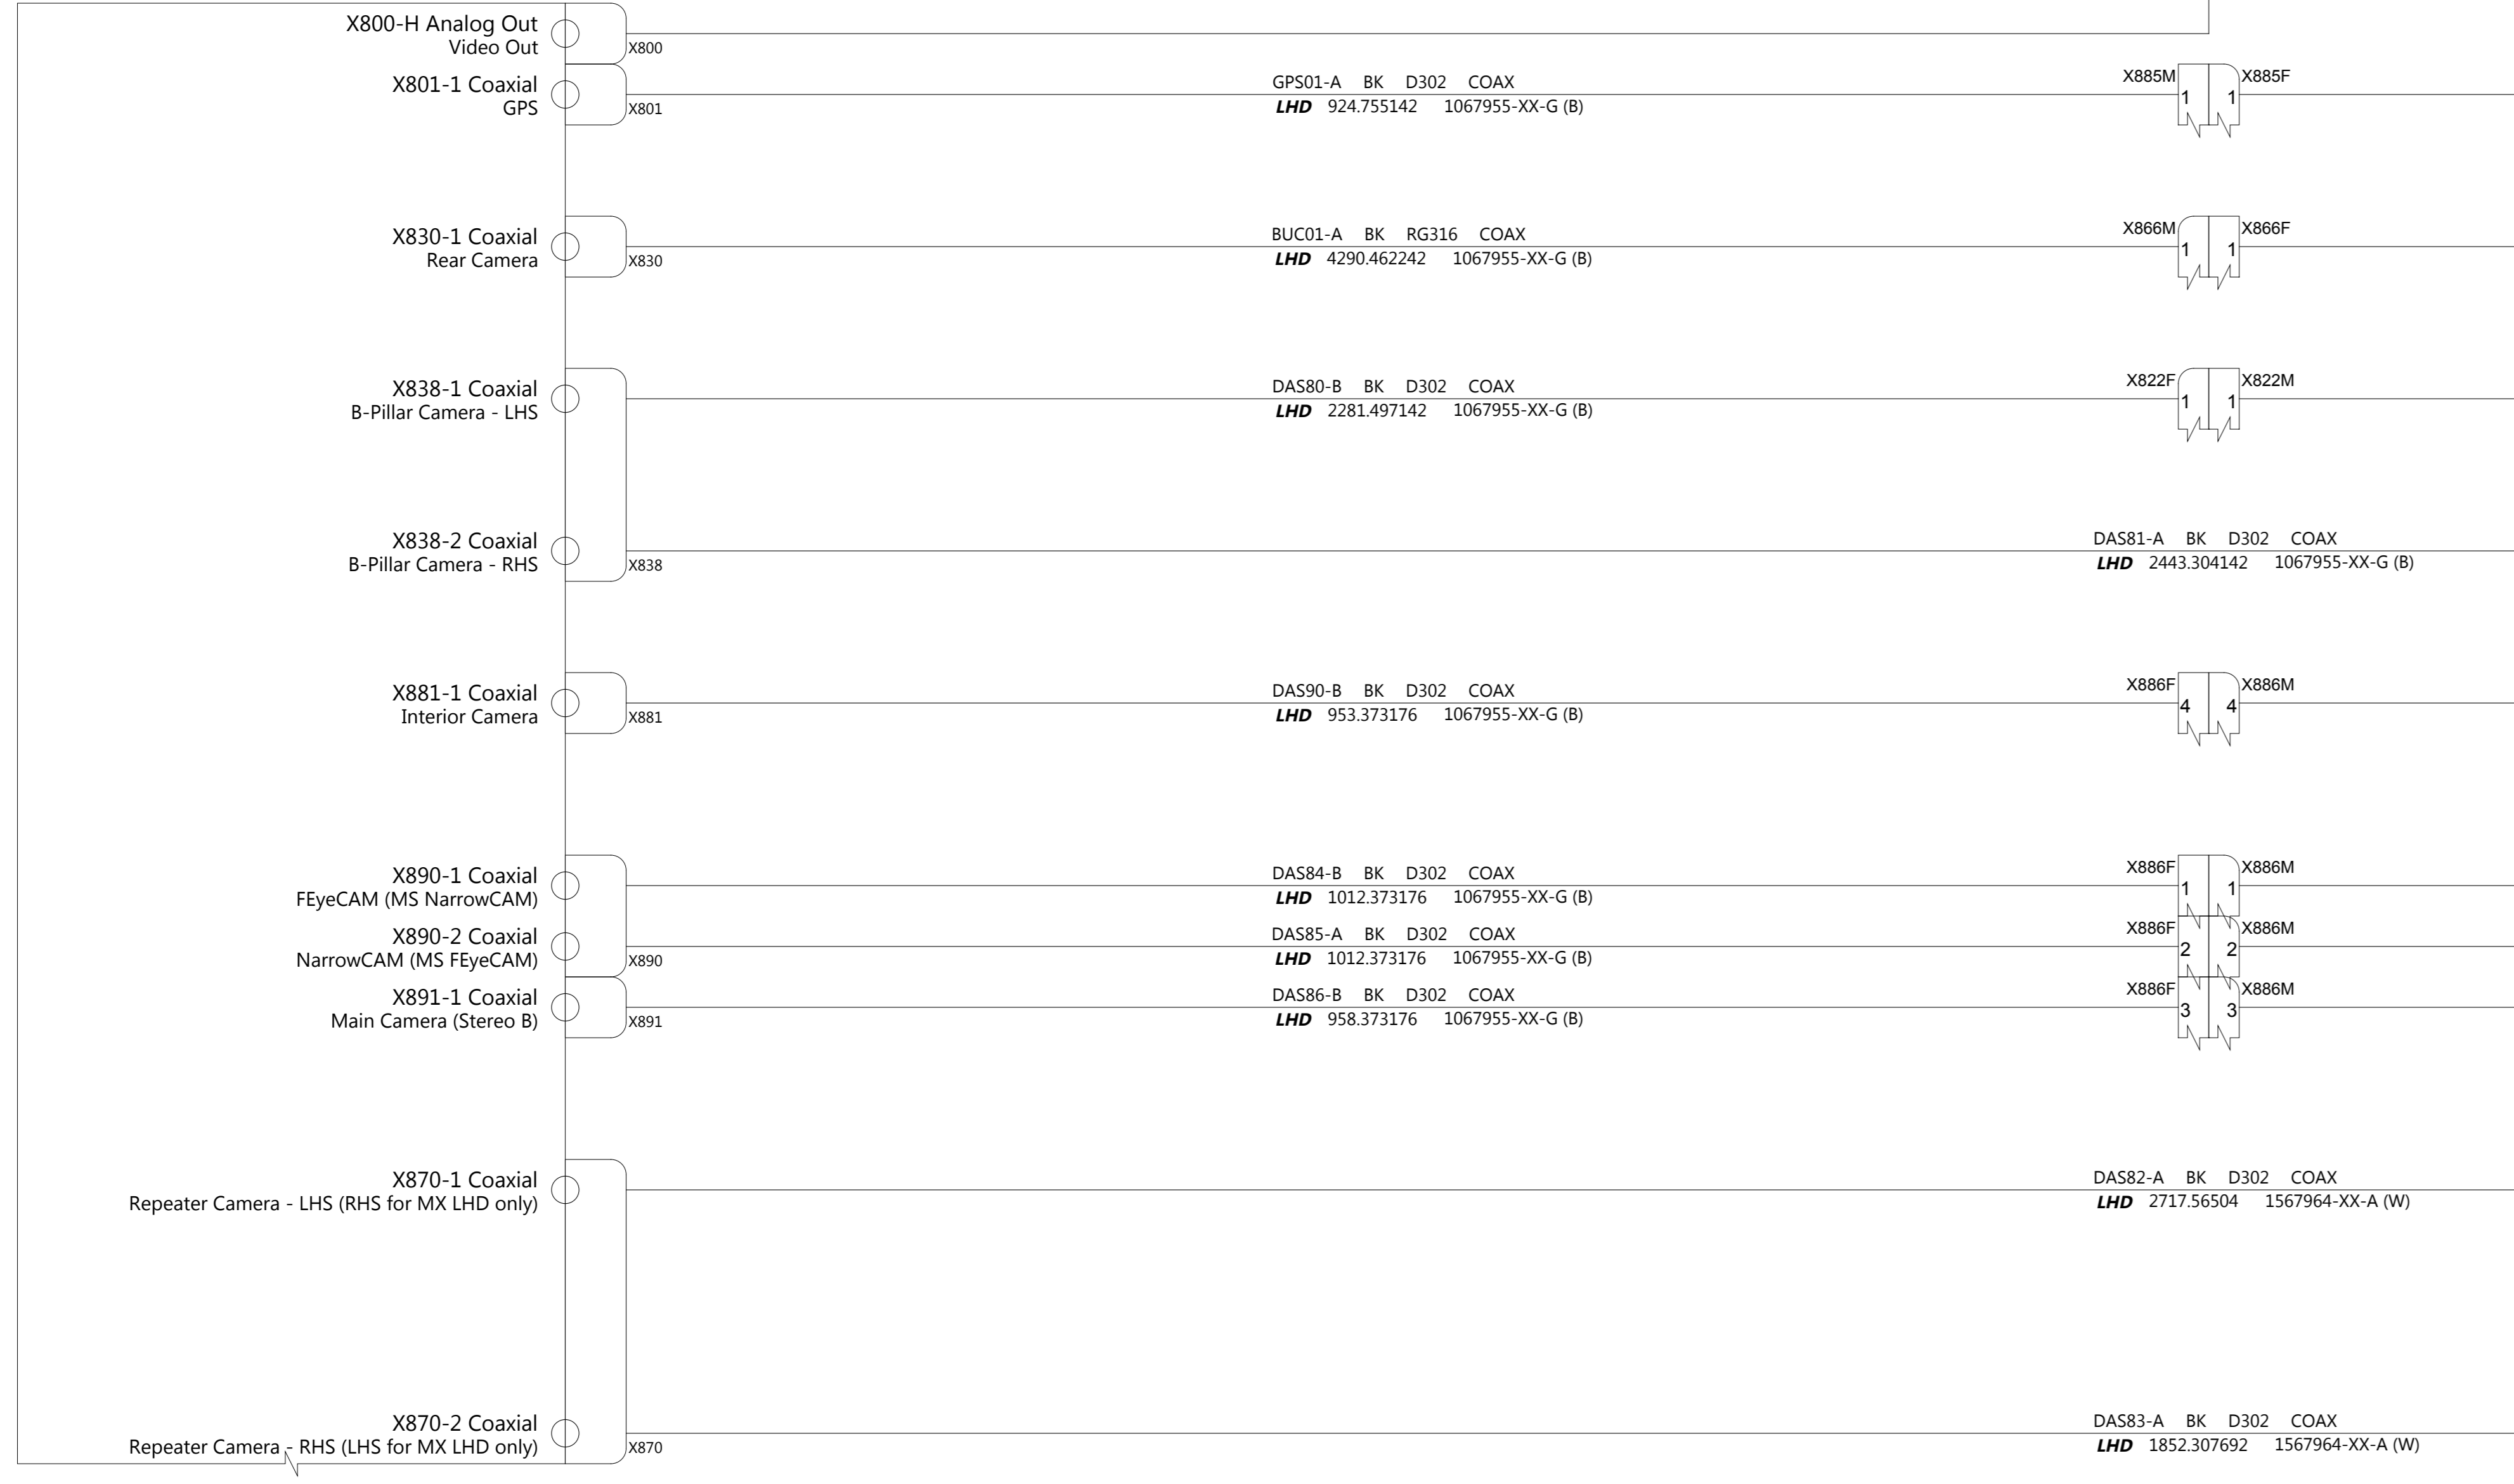 X800-H Analog Out
Video Out
X800
X801-1 Coaxial
GPS
X801
GPS01-A BK D302 COAX
LHD 924.755142 1067955-XX-G (B)
X885M X885F
1 1
X830-1 Coaxial
Rear Camera
X830
BUC01-A BK RG316 COAX
LHD 4290.462242 1067955-XX-G (B)
X866M X866F
1 1
X838-1 Coaxial
B-Pillar Camera - LHS
DAS80-B BK D302 COAX
LHD 2281.497142 1067955-XX-G (B)
X822F X822M
1 1
X838-2 Coaxial
B-Pillar Camera - RHS
X838
DAS81-A BK D302 COAX
LHD 2443.304142 1067955-XX-G (B)
X881-1 Coaxial
Interior Camera
X881
DAS90-B BK D302 COAX
LHD 953.373176 1067955-XX-G (B)
X886F X886M
4 4
X890-1 Coaxial
FEyeCAM (MS NarrowCAM)
DAS84-B BK D302 COAX
LHD 1012.373176 1067955-XX-G (B)
X886F X886M
1 1
X890-2 Coaxial
NarrowCAM (MS FEyeCAM)
X890
DAS85-A BK D302 COAX
LHD 1012.373176 1067955-XX-G (B)
X886F X886M
2 2
X891-1 Coaxial
Main Camera (Stereo B)
X891
DAS86-B BK D302 COAX
LHD 958.373176 1067955-XX-G (B)
X886F X886M
3 3
X870-1 Coaxial
Repeater Camera - LHS (RHS for MX LHD only)
DAS82-A BK D302 COAX
LHD 2717.56504 1567964-XX-A (W)
X870-2 Coaxial
Repeater Camera - RHS (LHS for MX LHD only)
X870
DAS83-A BK D302 COAX
LHD 1852.307692 1567964-XX-A (W)